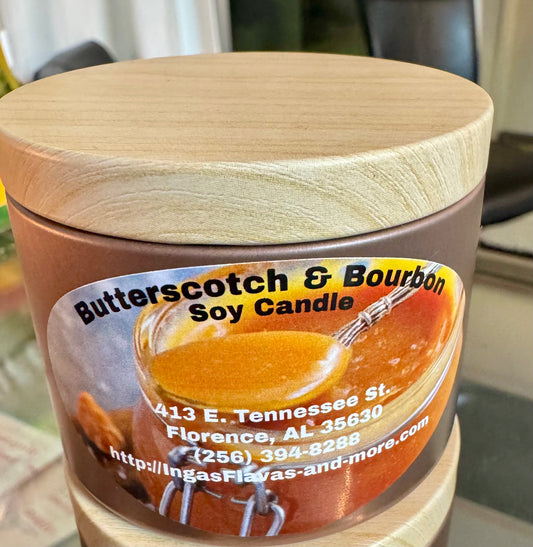 Butterscotch & Bourbon
Soy Candle
413 E. Tennessee St.
Florence, AL 35630
(256) 394-8288
http://IngasFlavas-and-more.com